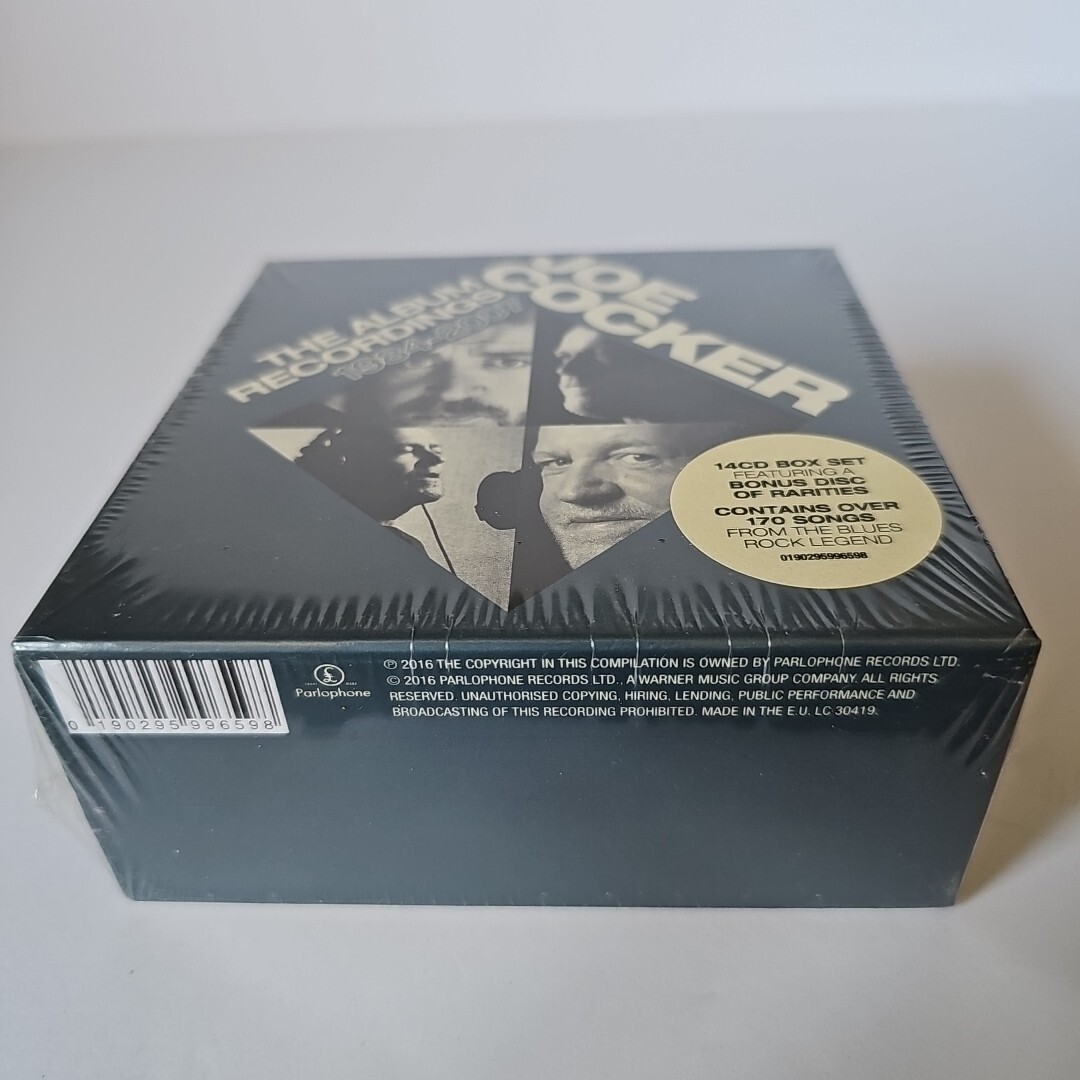 THE ALBUM
RECORDINGS
1984-2007
JOE
COCKER
14CD BOX SET
FEATURING A
BONUS DISC
OF RARITIES
CONTAINS OVER
170 SONGS
FROM THE BLUES
ROCK LEGEND
0190295996598
0 190295 996598
£
Parlophone
℗ 2016 THE COPYRIGHT IN THIS COMPILATION IS OWNED BY PARLOPHONE RECORDS LTD.
© 2016 PARLOPHONE RECORDS LTD., A WARNER MUSIC GROUP COMPANY. ALL RIGHTS
RESERVED. UNAUTHORISED COPYING, HIRING, LENDING, PUBLIC PERFORMANCE AND
BROADCASTING OF THIS RECORDING PROHIBITED. MADE IN THE E.U. LC 30419.